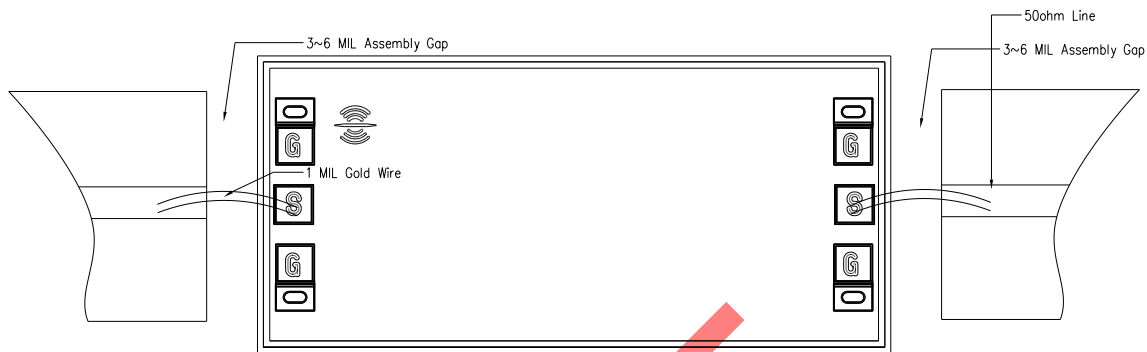 50ohm Line
3~6 MIL Assembly Gap
3~6 MIL Assembly Gap
G
G
1 MIL Gold Wire
S
S
G
G